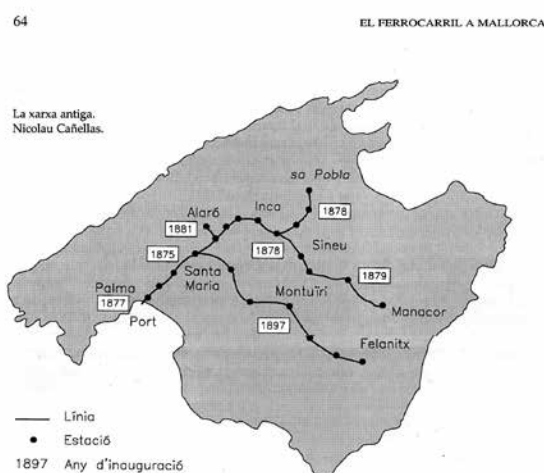 64
EL FERROCARRIL A MALLORCA
La xarxa antiga.
Nicolau Cañellas.
sa Pobla
Alaró
Inca
1878
1881
1875
1878
Sineu
Santa
Maria
1879
Palma
1877
Montuïri
Manacor
Port
1897
Felanitx
Línia
Estació
1897 Any d'inauguració